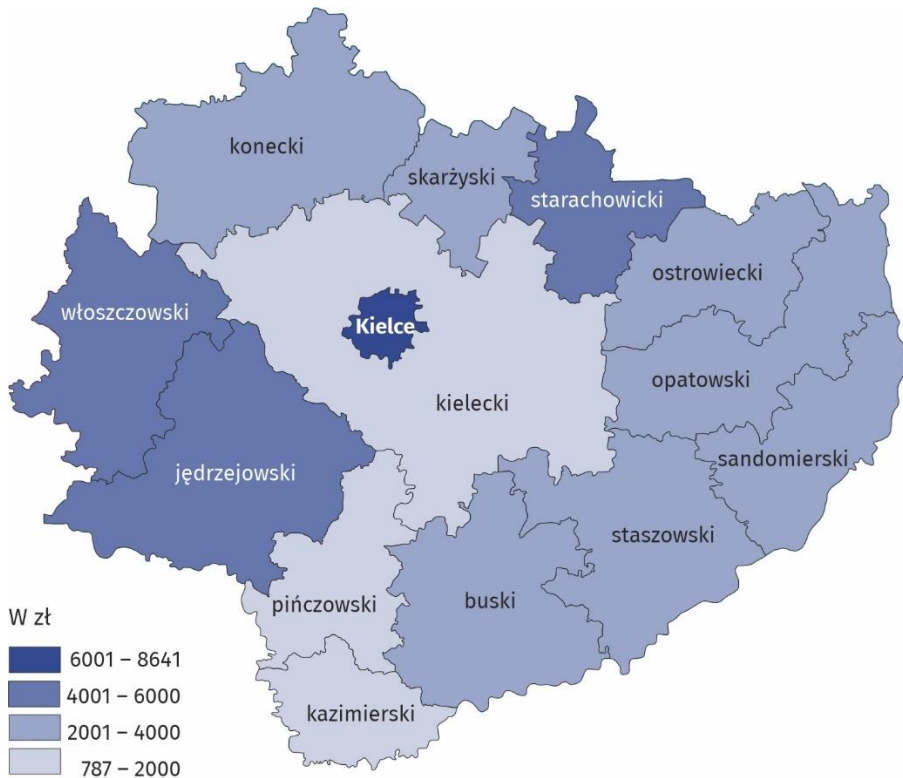 konecki
skarżyski
starachowicki
ostrowiecki
włoszczowski
Kielce
opatowski
kielecki
sandomierski
jędrzejowski
staszowski
pińczowski
buski
kazimierski
W zł
6001 – 8641
4001 – 6000
2001 – 4000
787 – 2000